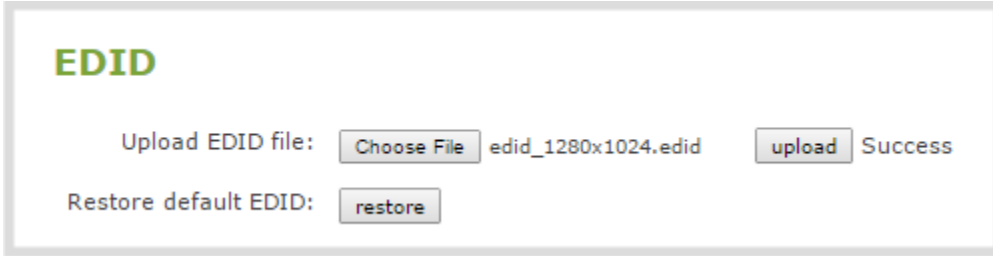 EDID
Upload EDID file: Choose File edid_1280x1024.edid upload Success
Restore default EDID: restore